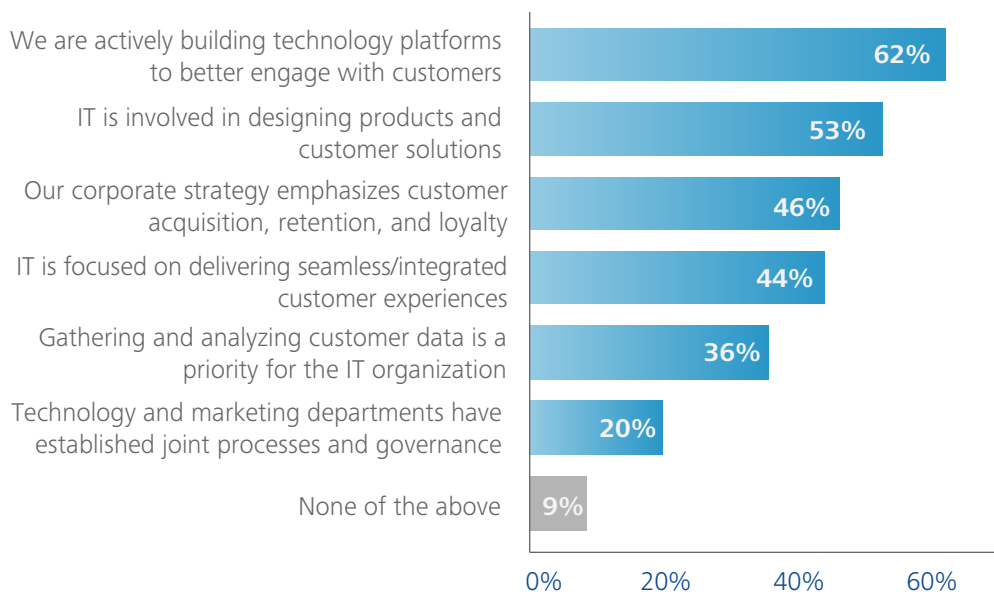 We are actively building technology platforms
to better engage with customers
62%
IT is involved in designing products and
customer solutions
53%
Our corporate strategy emphasizes customer
acquisition, retention, and loyalty
46%
IT is focused on delivering seamless/integrated
customer experiences
44%
Gathering and analyzing customer data is a
priority for the IT organization
36%
Technology and marketing departments have
established joint processes and governance
20%
None of the above
9%
0% 20% 40% 60%